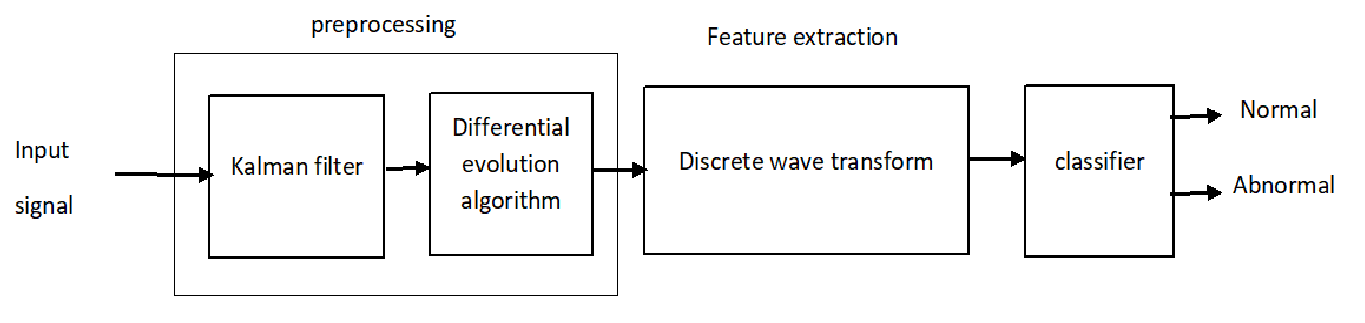 preprocessing
Feature extraction
Input
signal
Kalman filter
Differential
evolution
algorithm
Discrete wave transform
classifier
Normal
Abnormal